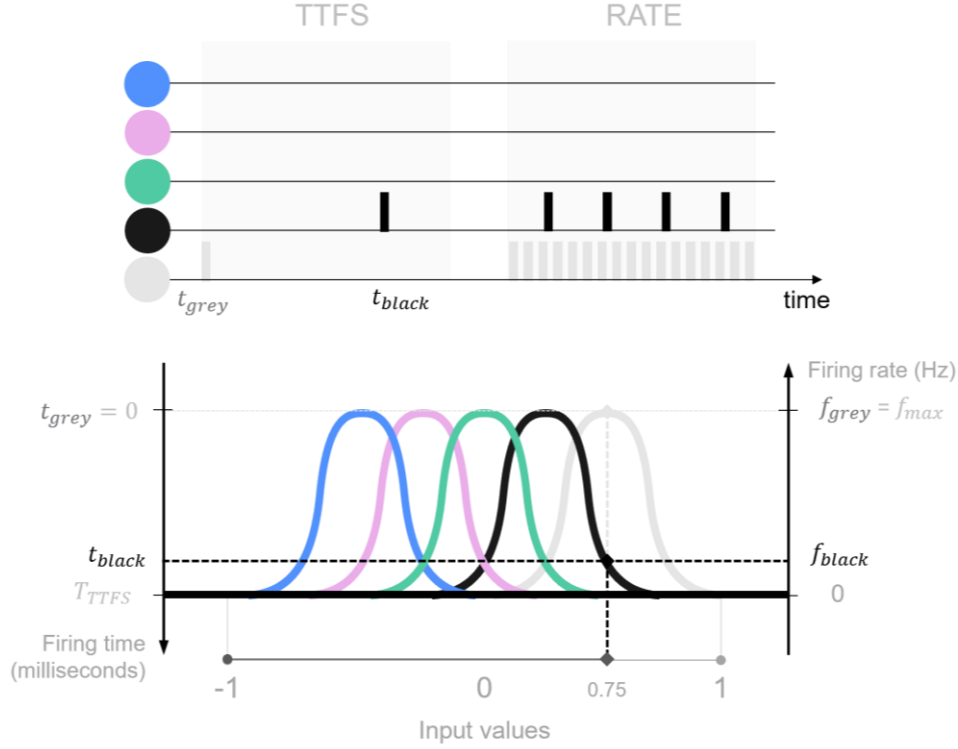 TTFS RATE
t_grey t_black time
Firing rate (Hz)
t_grey = 0 f_grey = f_max
t_black f_black
T_TTFS 0
Firing time
(milliseconds)
-1 0 0.75 1
Input values